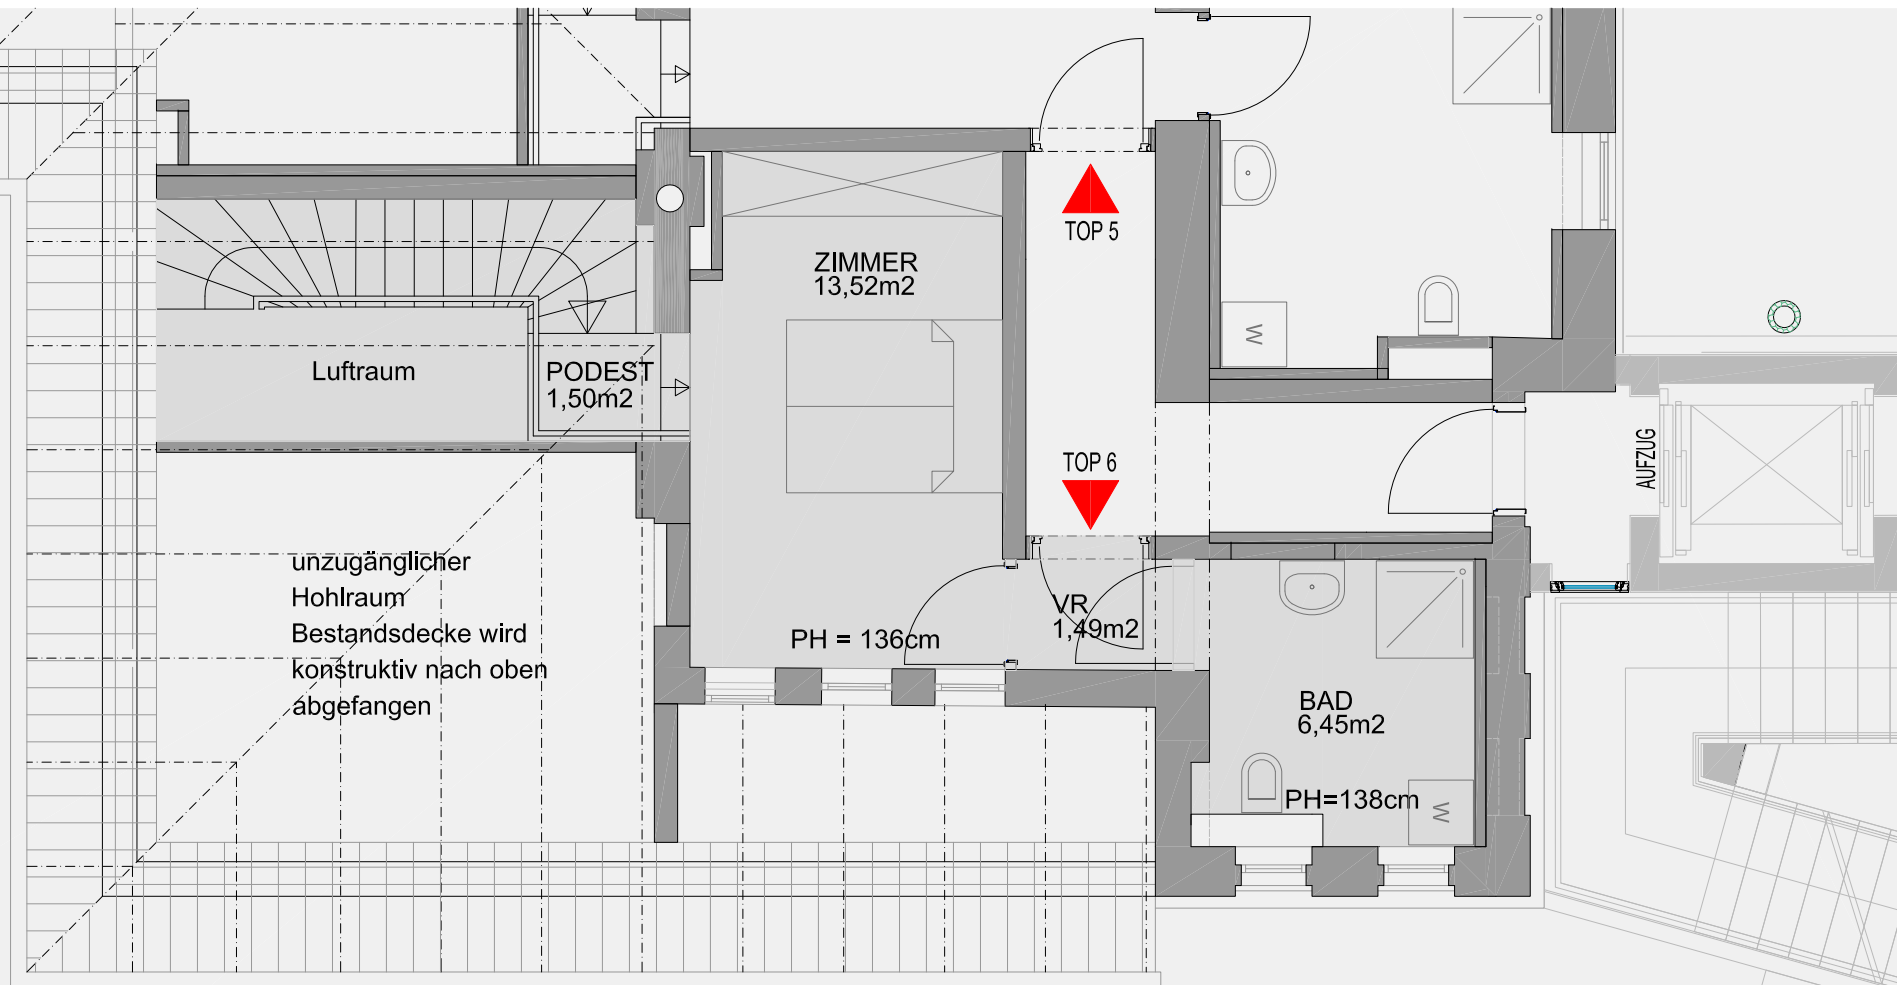 TOP 5
ZIMMER
13,52m2
W
Luftraum
PODEST
1,50m2
TOP 6
AUFZUG
unzugänglicher
Hohlraum
Bestandsdecke wird
konstruktiv nach oben
abgefangen
VR
1,49m2
PH = 136cm
BAD
6,45m2
PH=138cm
W